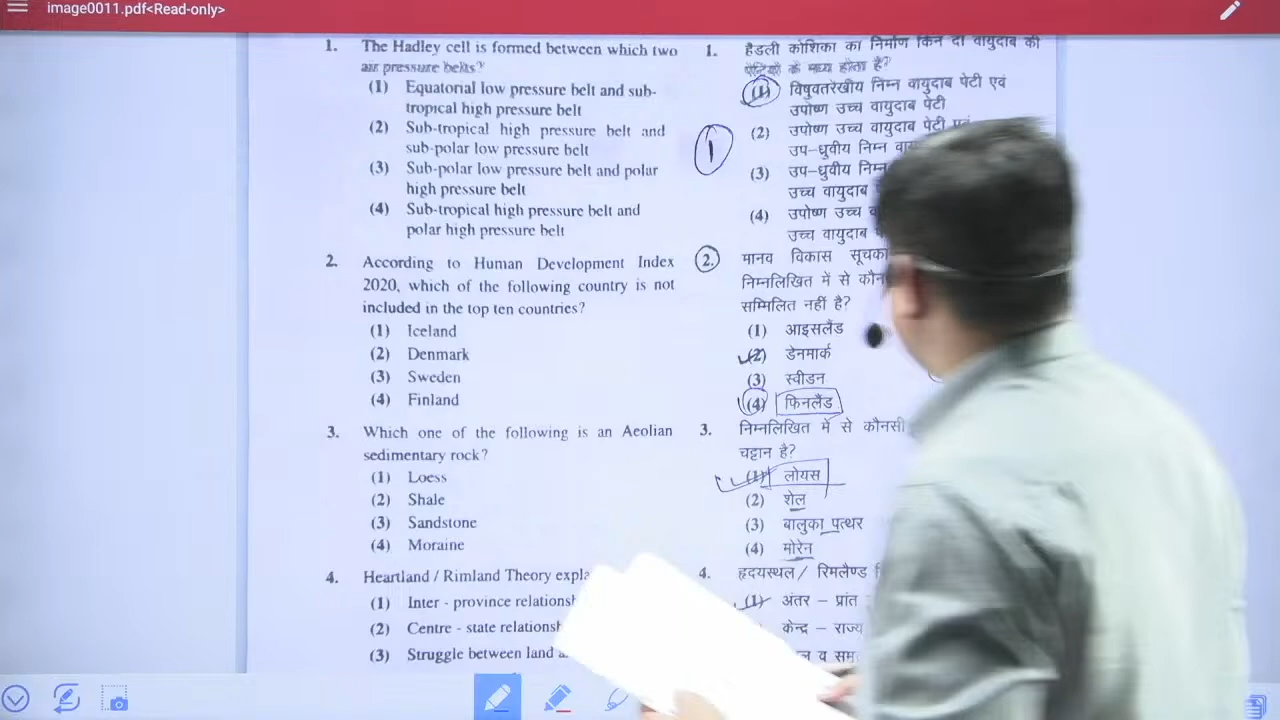 image0011.pdf<Read-only>
1. The Hadley cell is formed between which two
air pressure belts?
(1) Equatorial low pressure belt and sub-
tropical high pressure belt
(2) Sub-tropical high pressure belt and
sub-polar low pressure belt
(3) Sub-polar low pressure belt and polar
high pressure belt
(4) Sub-tropical high pressure belt and
polar high pressure belt
2. According to Human Development Index
2020, which of the following country is not
included in the top ten countries?
(1) Iceland
(2) Denmark
(3) Sweden
(4) Finland
3. Which one of the following is an Aeolian
sedimentary rock?
(1) Loess
(2) Shale
(3) Sandstone
(4) Moraine
4. Heartland / Rimland Theory
(1) Inter - province
(2) Centre - state
(3) Struggle between land
1. हैडली कोशिका का निर्माण किन दो वायुदाब की
पेटियों के मध्य होता है?
(1) विषुवतरेखीय निम्न वायुदाब पेटी एवं
उपोष्ण उच्च वायुदाब पेटी
1
(2) उपोष्ण उच्च वायुदाब पेटी एवं
उप-ध्रुवीय निम्न
(3) उप-ध्रुवीय निम्न
उच्च वायुदाब
(4) उपोष्ण उच्च
उच्च वायुदाब
2. मानव विकास
निम्नलिखित में से
सम्मिलित नहीं है?
(1) आइसलैंड
(2) डेनमार्क
(3) स्वीडन
(4) फिनलैंड
3. निम्नलिखित में से कौनसी
चट्टान है?
(1) लोयस
(2) शेल
(3) बालुका पत्थर
(4) मोरेन
4. हृदयस्थल / रिमलैण्ड
(1) अंतर – प्रांत
केन्द्र – राज्य
व